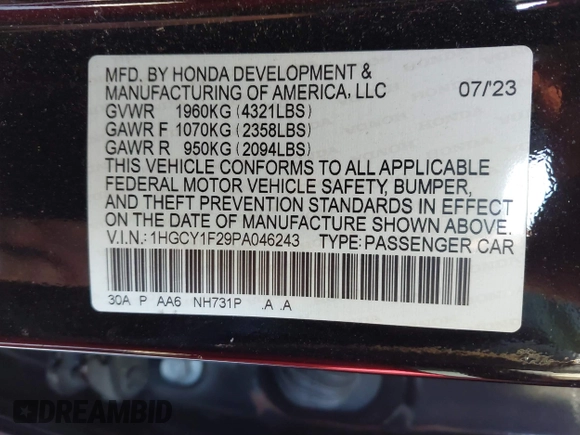 MFD. BY HONDA DEVELOPMENT &
MANUFACTURING OF AMERICA, LLC 07/'23
GVWR 1960KG (4321LBS)
GAWR F 1070KG (2358LBS)
GAWR R 950KG (2094LBS)
THIS VEHICLE CONFORMS TO ALL APPLICABLE
FEDERAL MOTOR VEHICLE SAFETY, BUMPER,
AND THEFT PREVENTION STANDARDS IN EFFECT
ON THE DATE OF MANUFACTURE SHOWN ABOVE.
V.I.N.: 1HGCY1F29PA046243 TYPE: PASSENGER CAR
30A P AA6 NH731P .A .A
DREAMBID